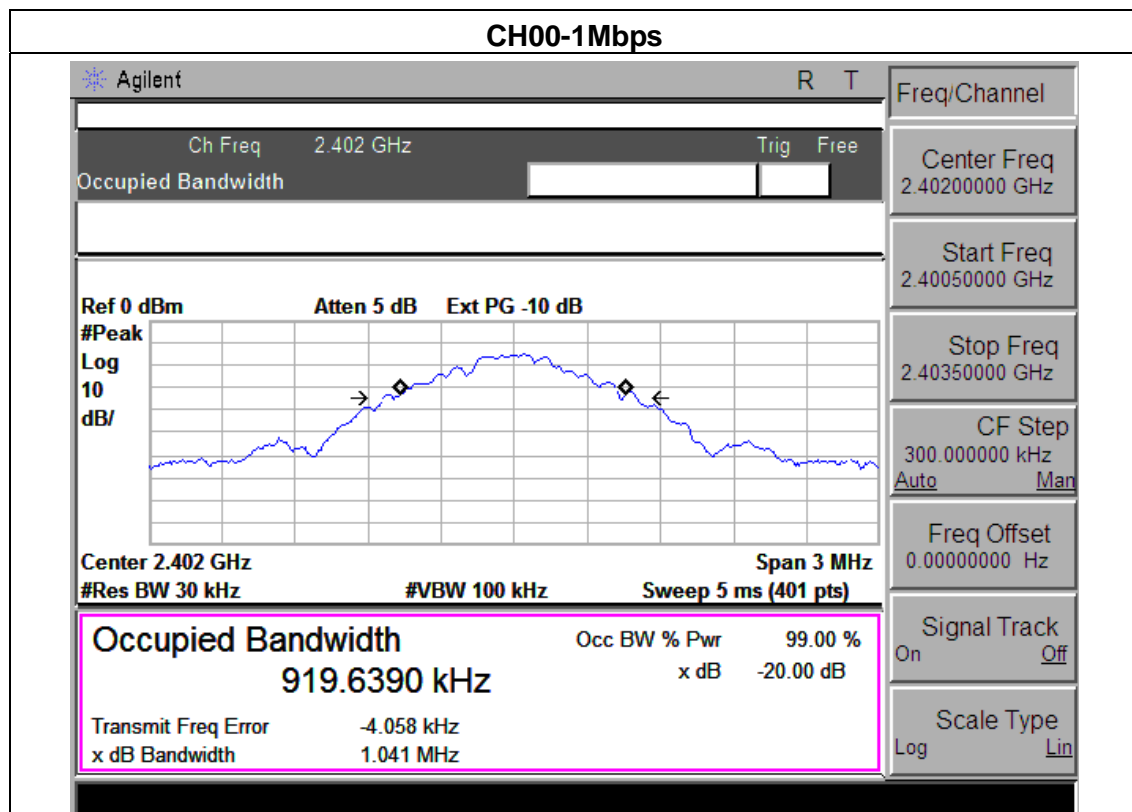 CH00-1Mbps
Agilent R T
Freq/Channel
Ch Freq 2.402 GHz Trig Free
Occupied Bandwidth
Center Freq
2.40200000 GHz
Start Freq
2.40050000 GHz
Stop Freq
2.40350000 GHz
CF Step
300.000000 kHz
Auto Man
Freq Offset
0.00000000 Hz
Signal Track
On Off
Scale Type
Log Lin
Ref 0 dBm Atten 5 dB Ext PG -10 dB
#Peak
Log
10
dB/
Center 2.402 GHz Span 3 MHz
#Res BW 30 kHz #VBW 100 kHz Sweep 5 ms (401 pts)
Occupied Bandwidth Occ BW % Pwr 99.00 %
919.6390 kHz x dB -20.00 dB
Transmit Freq Error -4.058 kHz
x dB Bandwidth 1.041 MHz